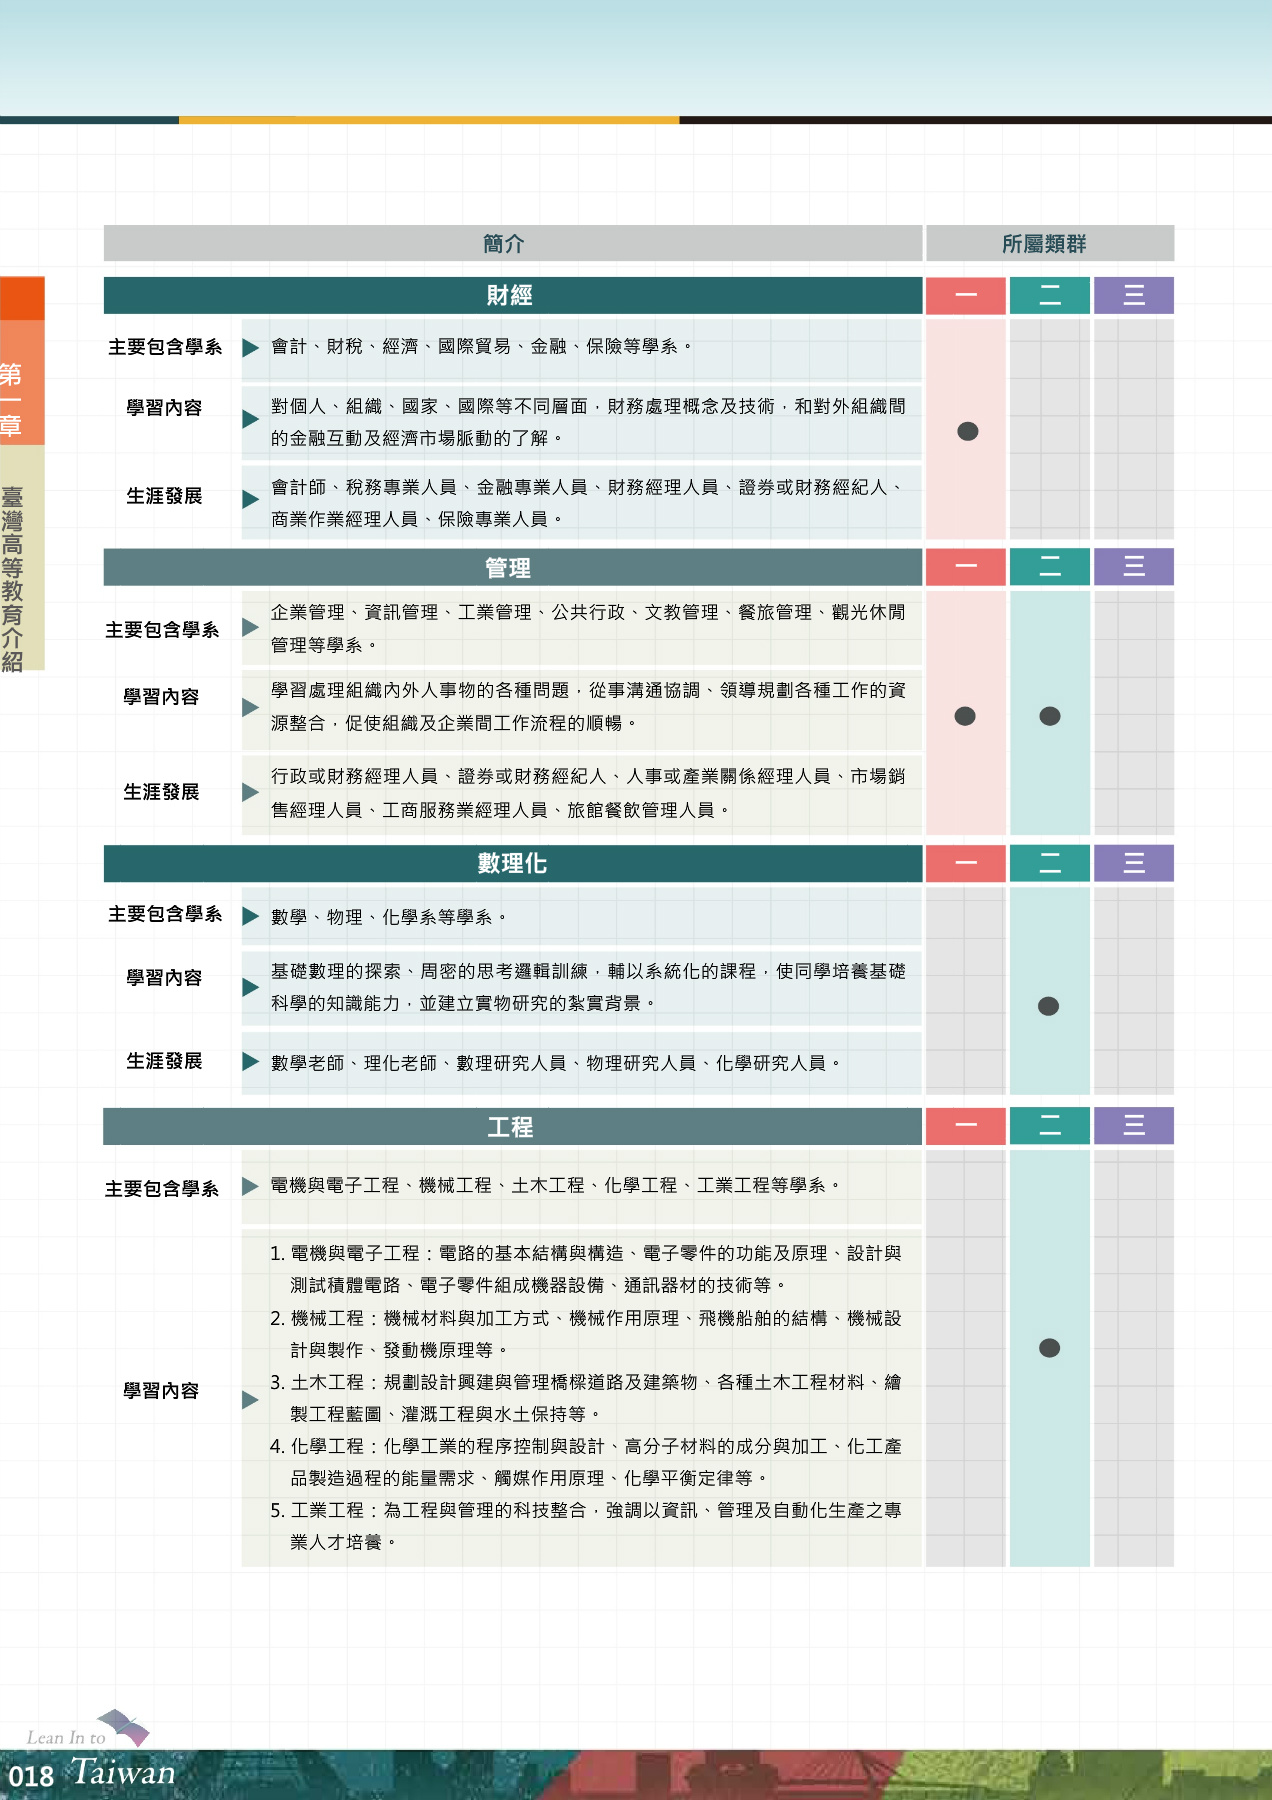 簡介
所屬類群
財經
一
二
三
主要包含學系
會計、財稅、經濟、國際貿易、金融、保險等學系。
學習內容
對個人、組織、國家、國際等不同層面，財務處理概念及技術，和對外組織間
的金融互動及經濟市場脈動的了解。
生涯發展
會計師、稅務專業人員、金融專業人員、財務經理人員、證券或財務經紀人、
商業作業經理人員、保險專業人員。
管理
一
二
三
主要包含學系
企業管理、資訊管理、工業管理、公共行政、文教管理、餐旅管理、觀光休閒
管理等學系。
學習內容
學習處理組織內外人事物的各種問題，從事溝通協調、領導規劃各種工作的資
源整合，促使組織及企業間工作流程的順暢。
生涯發展
行政或財務經理人員、證券或財務經紀人、人事或產業關係經理人員、市場銷
售經理人員、工商服務業經理人員、旅館餐飲管理人員。
數理化
一
二
三
主要包含學系
數學、物理、化學系等學系。
學習內容
基礎數理的探索、周密的思考邏輯訓練，輔以系統化的課程，使同學培養基礎
科學的知識能力，並建立實物研究的紮實背景。
生涯發展
數學老師、理化老師、數理研究人員、物理研究人員、化學研究人員。
工程
一
二
三
主要包含學系
電機與電子工程、機械工程、土木工程、化學工程、工業工程等學系。
學習內容
1. 電機與電子工程：電路的基本結構與構造、電子零件的功能及原理、設計與
測試積體電路、電子零件組成機器設備、通訊器材的技術等。
2. 機械工程：機械材料與加工方式、機械作用原理、飛機船舶的結構、機械設
計與製作、發動機原理等。
3. 土木工程：規劃設計興建與管理橋樑道路及建築物、各種土木工程材料、繪
製工程藍圖、灌溉工程與水土保持等。
4. 化學工程：化學工業的程序控制與設計、高分子材料的成分與加工、化工產
品製造過程的能量需求、觸媒作用原理、化學平衡定律等。
5. 工業工程：為工程與管理的科技整合，強調以資訊、管理及自動化生產之專
業人才培養。
第一章
臺灣高等教育介紹
Lean In to
018 Taiwan